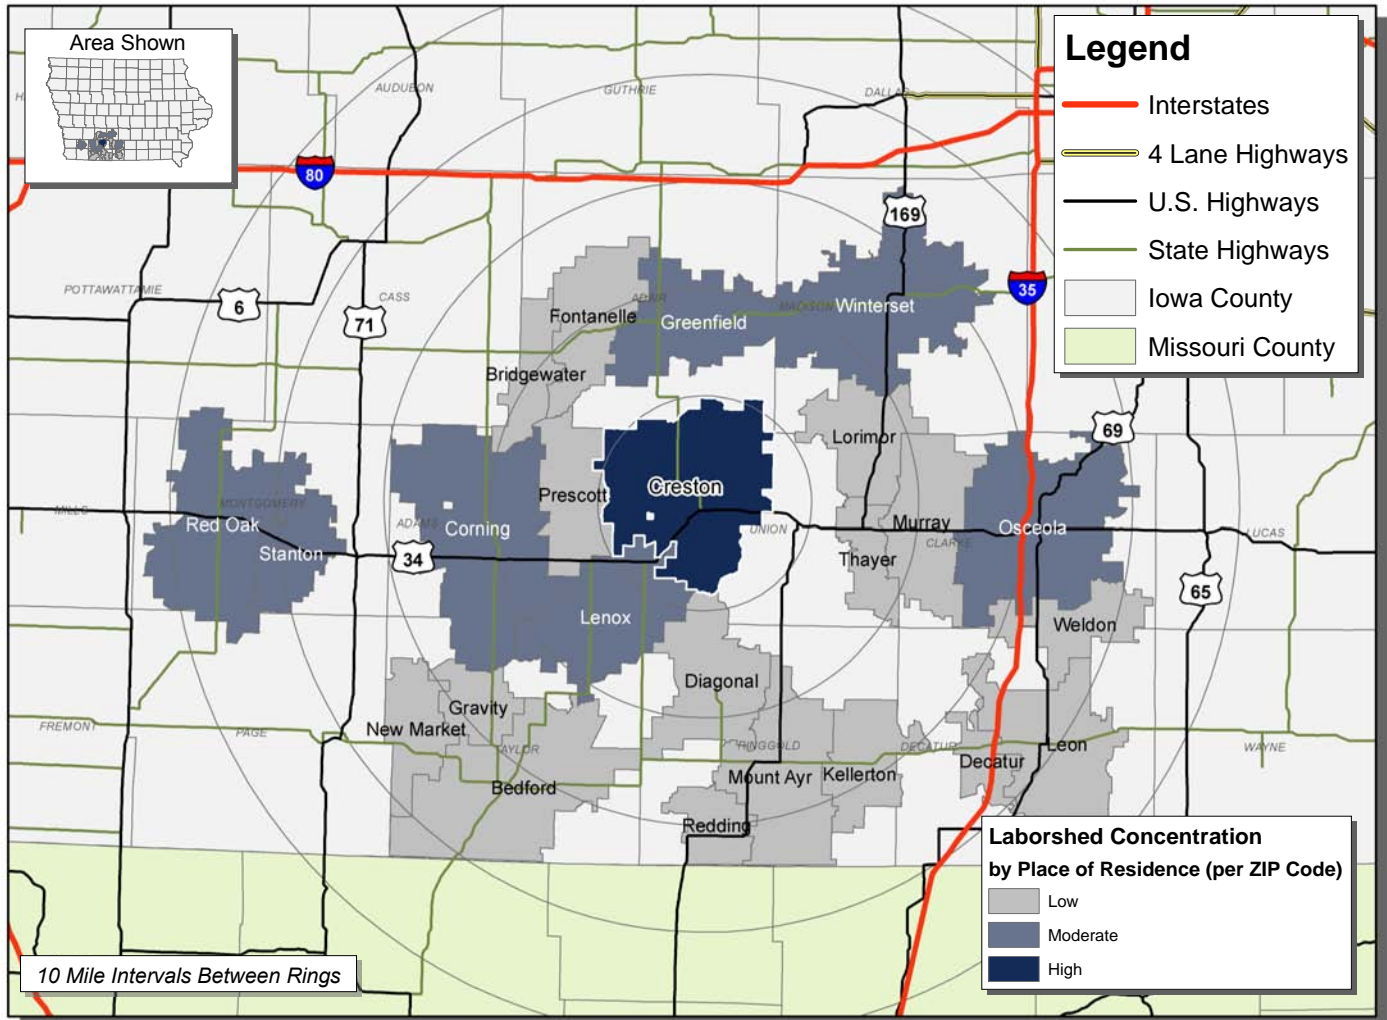 Area Shown
Legend
Interstates
4 Lane Highways
U.S. Highways
State Highways
Iowa County
Missouri County
AUDUBON
GUTHRIE
DALLAS
80
169
35
POTTAWATTAMIE
6
71
CASS
ADAIR
MADISON
Fontanelle
Greenfield
Winterset
Bridgewater
69
Lorimor
Creston
Prescott
MONTGOMERY
MILLS
Red Oak
Stanton
ADAMS
Corning
34
UNION
Murray
CLARKE
Osceola
LUCAS
Thayer
65
Lenox
Weldon
Diagonal
Gravity
New Market
FREMONT
PAGE
TAYLOR
RINGGOLD
DECATUR
Leon
WAYNE
Decatur
Mount Ayr
Kellerton
Bedford
Redding
Laborshed Concentration
by Place of Residence (per ZIP Code)
Low
Moderate
High
10 Mile Intervals Between Rings